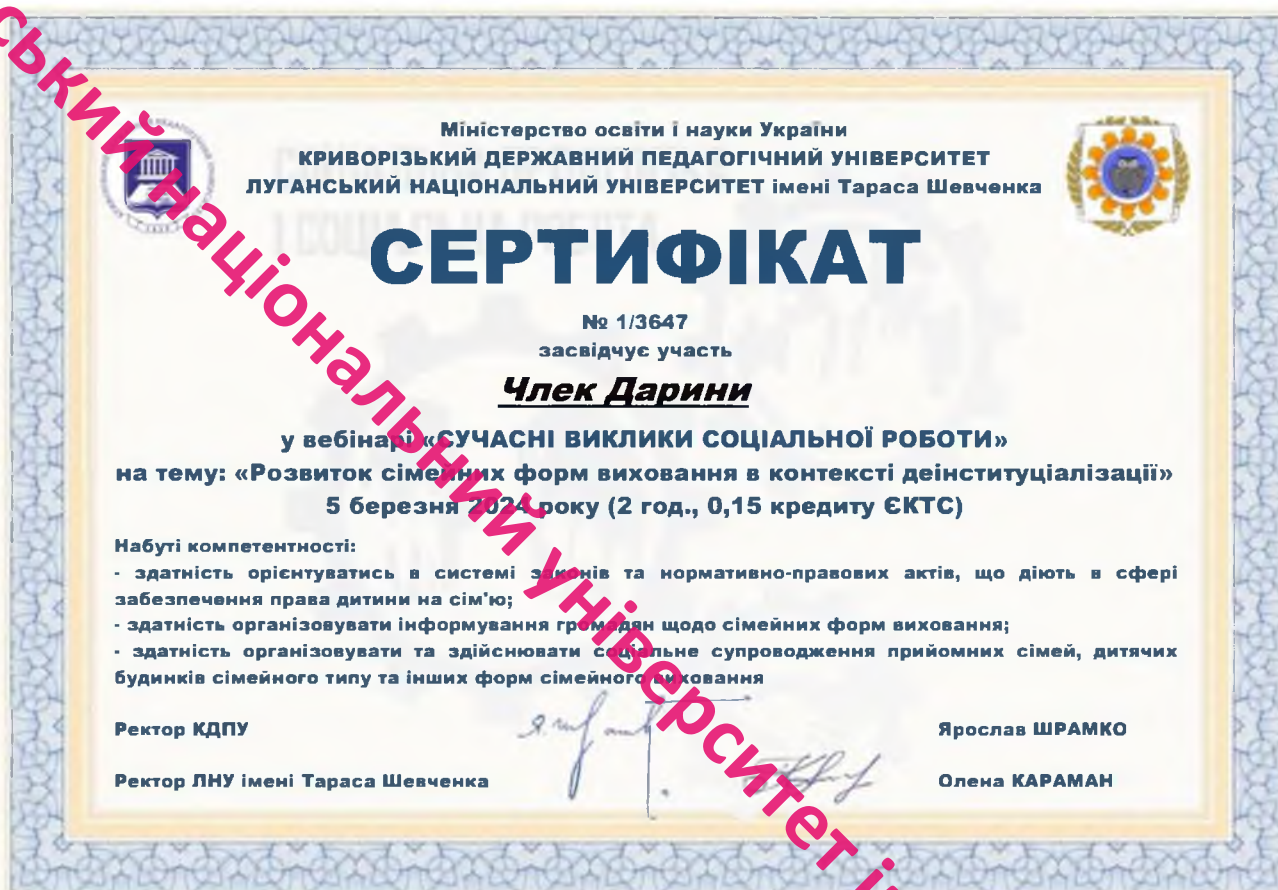 Міністерство освіти і науки України
КРИВОРІЗЬКИЙ ДЕРЖАВНИЙ ПЕДАГОГІЧНИЙ УНІВЕРСИТЕТ
ЛУГАНСЬКИЙ НАЦІОНАЛЬНИЙ УНІВЕРСИТЕТ імені Тараса Шевченка
СЕРТИФІКАТ
№ 1/3647
засвідчує участь
Члек Дарини
у вебінарі «СУЧАСНІ ВИКЛИКИ СОЦІАЛЬНОЇ РОБОТИ»
на тему: «Розвиток сімейних форм виховання в контексті деінституціалізації»
5 березня 2024 року (2 год., 0,15 кредиту ЄКТС)
Набуті компетентності:
- здатність орієнтуватись в системі законів та нормативно-правових актів, що діють в сфері
забезпечення права дитини на сім'ю;
- здатність організовувати інформування громадян щодо сімейних форм виховання;
- здатність організовувати та здійснювати соціальне супроводження прийомних сімей, дитячих
будинків сімейного типу та інших форм сімейного виховання
Ректор КДПУ Ярослав ШРАМКО
Ректор ЛНУ імені Тараса Шевченка Олена КАРАМАН
ський національний університет і